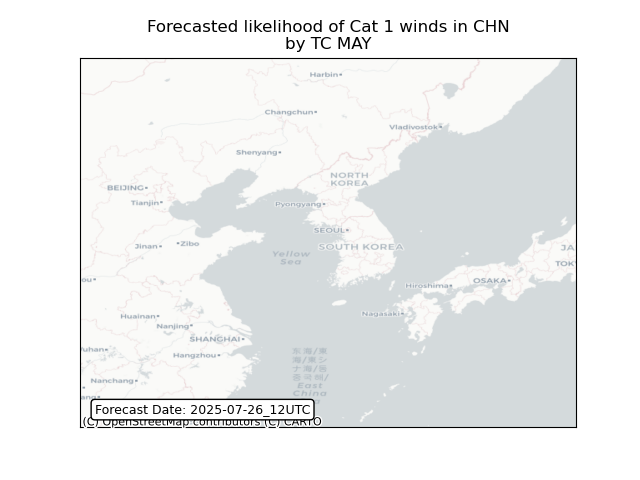 Forecasted likelihood of Cat 1 winds in CHN
by TC MAY
Harbin
Changchun
Vladivostok
Shenyang
NORTH
KOREA
BEIJING
Tianjin
Pyongyang
SEOUL
SOUTH KOREA
Jinan
Zibo
Yellow
Sea
JA
TOK
OSAKA
Hiroshima
Nagasaki
ou
Huainan
Nanjing
SHANGHAI
uhan
Hangzhou
Nanchang
ang
东海/東
海/東シ
ナ海/동
중국해/
East
China
Forecast Date: 2025-07-26_12UTC
(C) OpenStreetMap contributors (C) CARTO